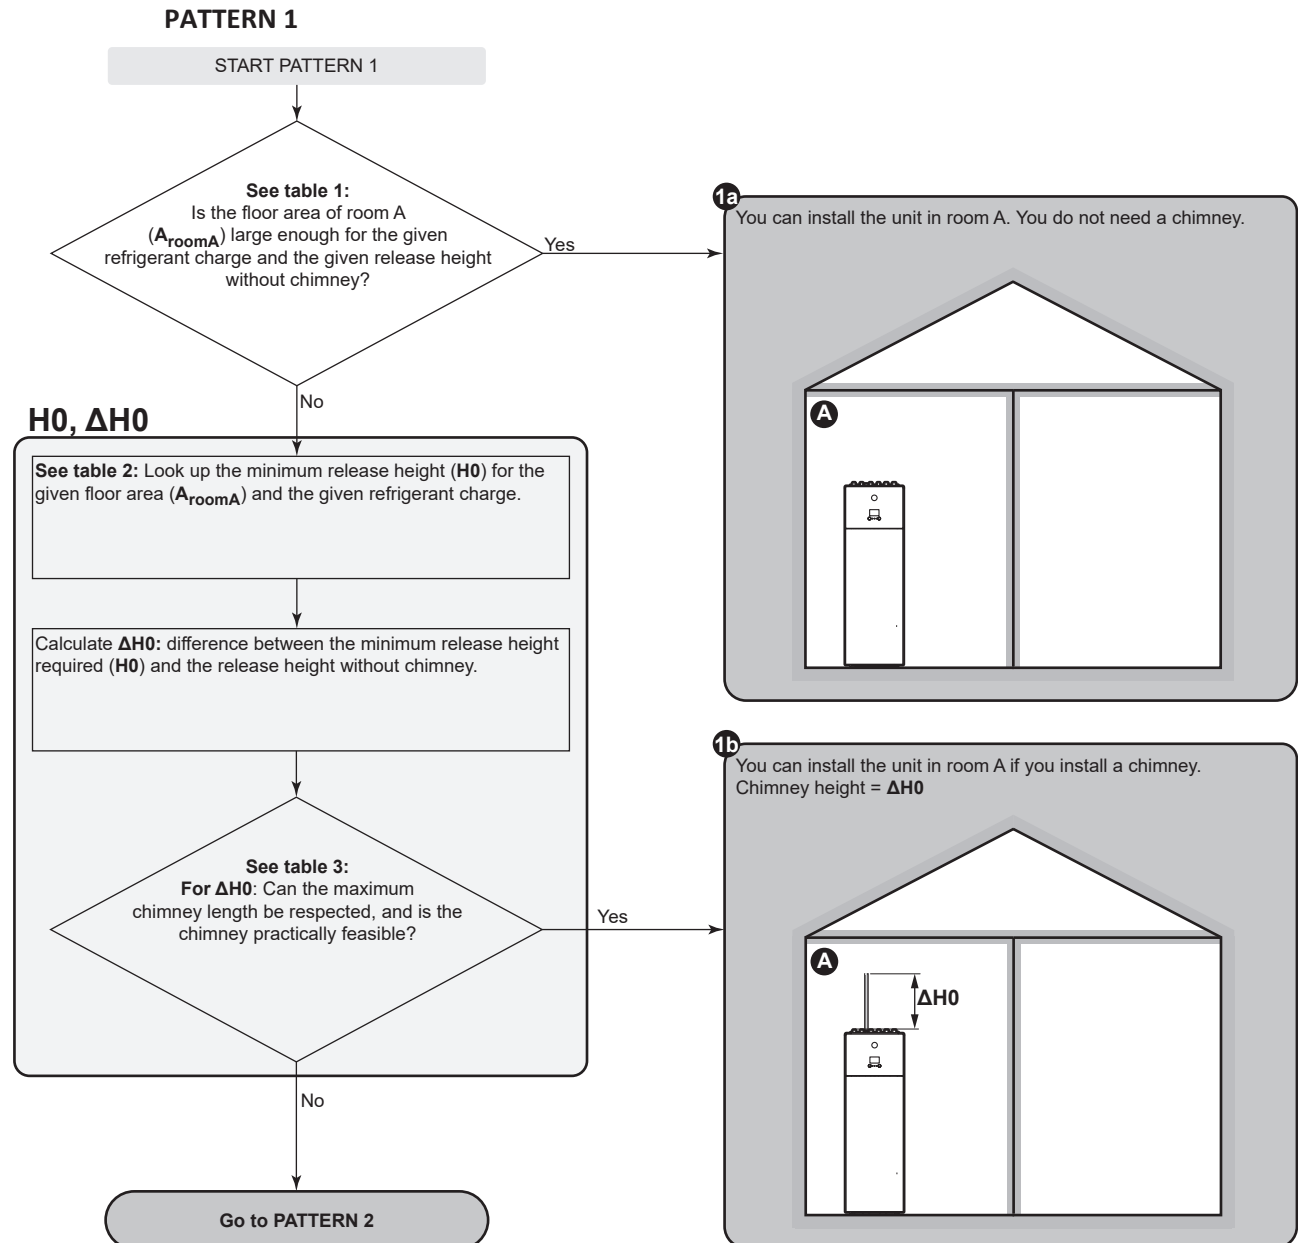 PATTERN 1
START PATTERN 1
See table 1:
Is the floor area of room A
(AroomA) large enough for the given
refrigerant charge and the given release height
without chimney?
Yes
No
1a
You can install the unit in room A. You do not need a chimney.
A
H0, ΔH0
See table 2: Look up the minimum release height (H0) for the
given floor area (AroomA) and the given refrigerant charge.
Calculate ΔH0: difference between the minimum release height
required (H0) and the release height without chimney.
See table 3:
For ΔH0: Can the maximum
chimney length be respected, and is the
chimney practically feasible?
Yes
No
1b
You can install the unit in room A if you install a chimney.
Chimney height = ΔH0
A
ΔH0
Go to PATTERN 2